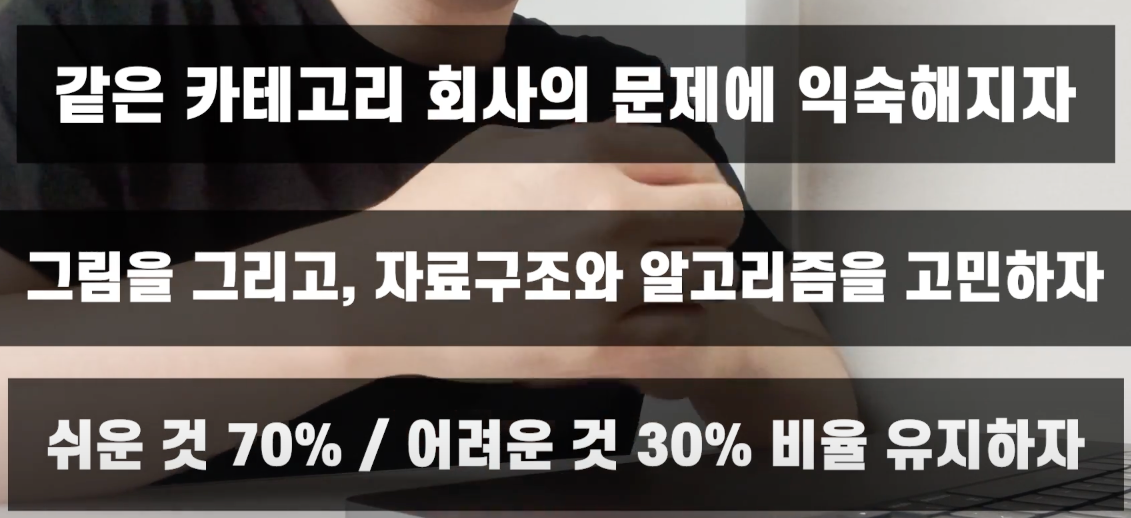 같은 카테고리 회사의 문제에 익숙해지자
그림을 그리고, 자료구조와 알고리즘을 고민하자
쉬운 것 70% / 어려운 것 30% 비율 유지하자